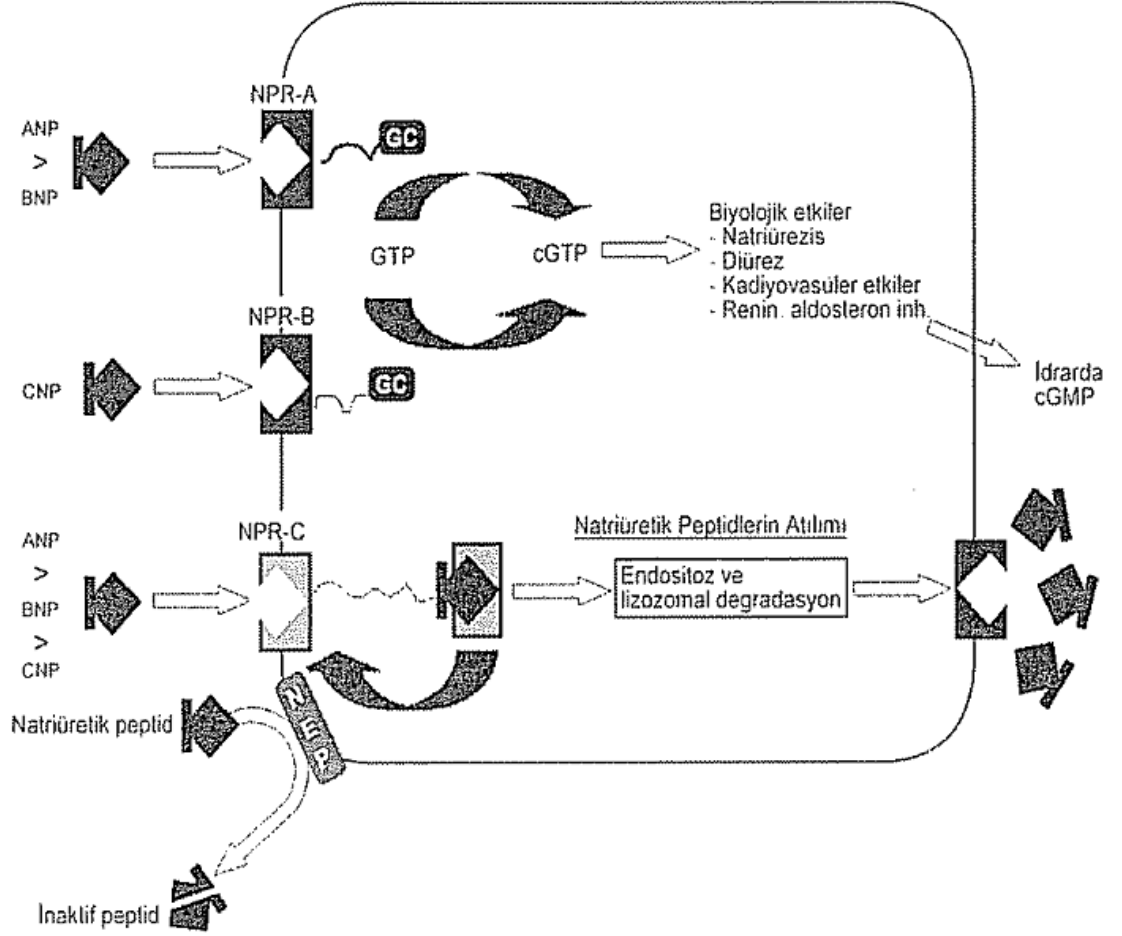 NPR-A
ANP
>
BNP
GC
GTP
cGTP
Biyolojik etkiler
- Natriürezis
- Diürez
- Kadiyovasüler etkiler
- Renin. aldosteron inh.
İdrarda
cGMP
NPR-B
CNP
GC
NPR-C
ANP
>
BNP
>
CNP
Natriüretik Peptidlerin Atılımı
Endositoz ve
lizozomal degradasyon
Natriüretik peptid
NEP
İnaktif peptid